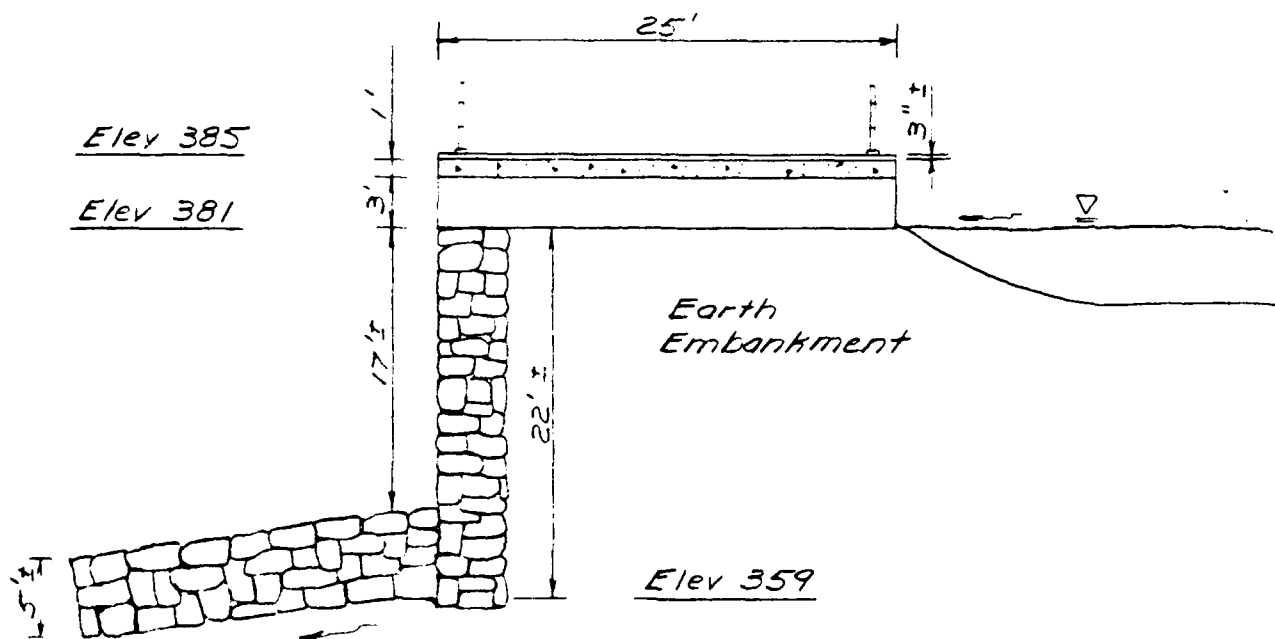 25'
1'
3" ±
Elev 385
3'
Elev 381
Earth
Embankment
17' ±
22' ±
Elev 359
5' ±